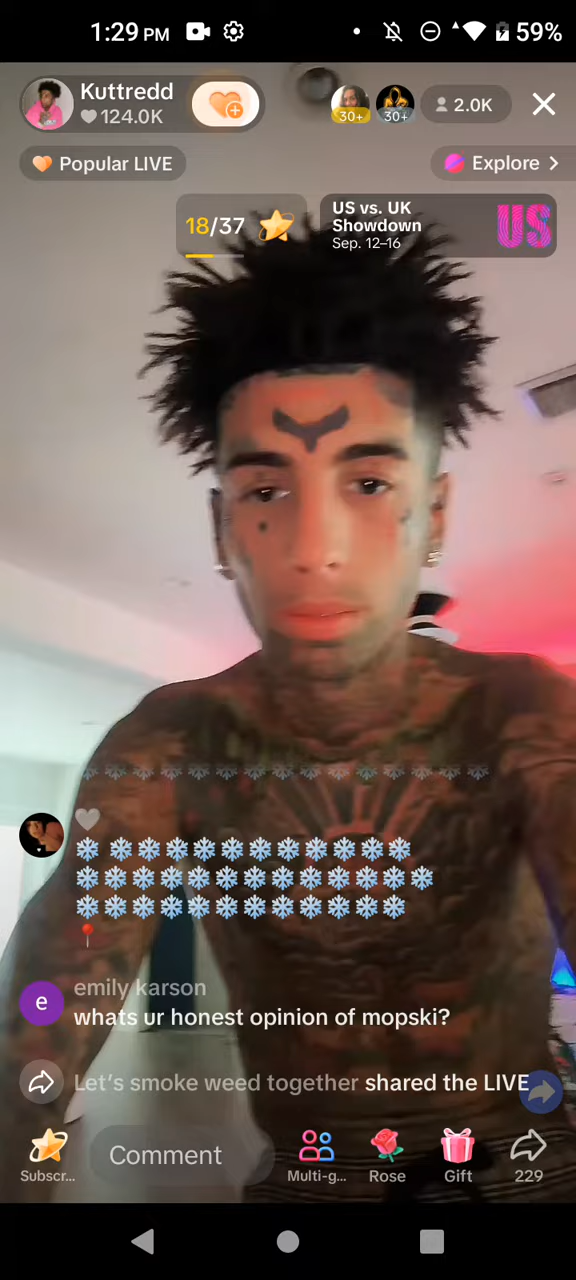 1:29 PM
59%
Kuttredd
124.0K
30+
30+
2.0K
Popular LIVE
Explore >
18/37
US vs. UK
Showdown
Sep. 12–16
US
emily karson
e
whats ur honest opinion of mopski?
Let's smoke weed together shared the LIVE
Subscr...
Comment
Multi-g...
Rose
Gift
229